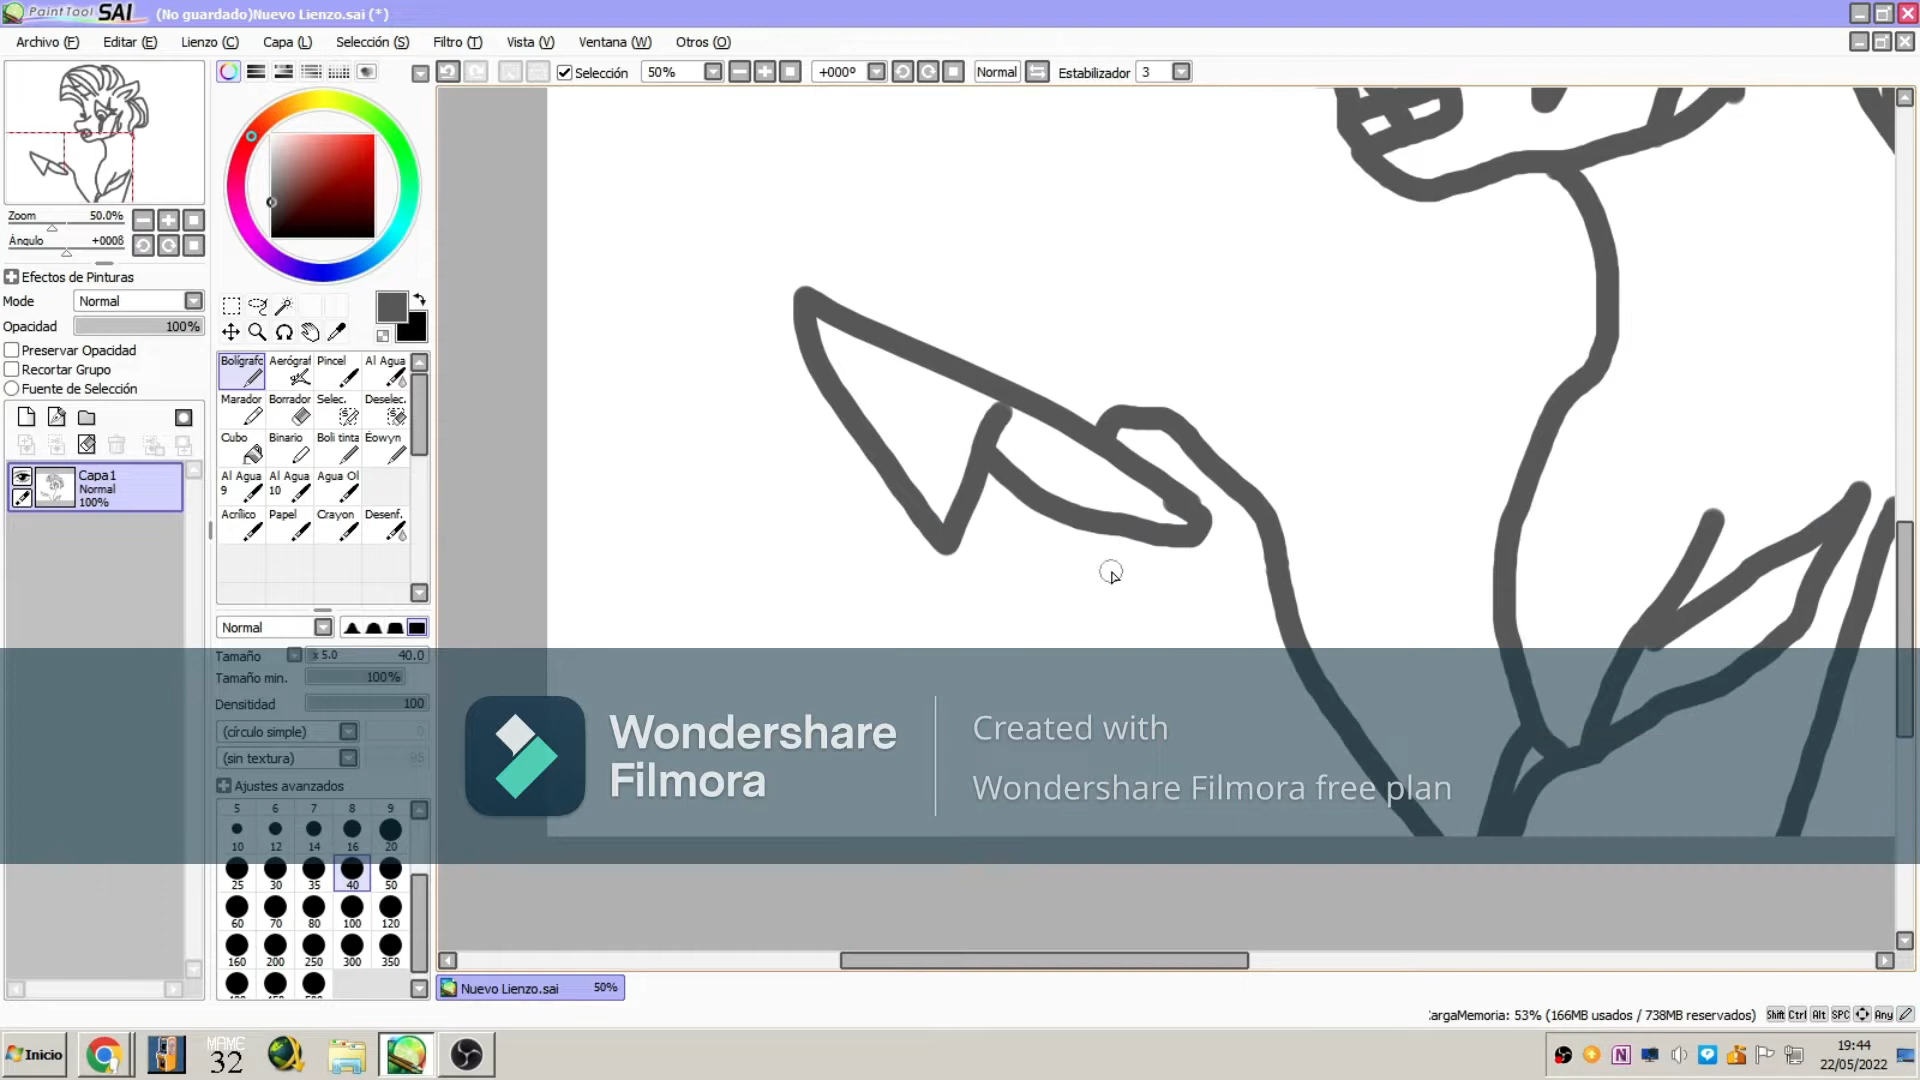 PaintTool SAI (No guardado)Nuevo Lienzo.sai (*)
Archivo (F) Editar (E) Lienzo (C) Capa (L) Selección (S) Filtro (T) Vista (V) Ventana (W) Otros (O)
Selección 50% +000º Normal Estabilizador 3
Zoom 50.0%
Ángulo
Efectos de Pinturas
Mode Normal
Opacidad 100%
Preservar Opacidad
Recortar Grupo
Fuente de Selección
Capa1
Normal
100%
Bolígrafc Aerógraf Pincel Al Agua
Marador Borrador Selec. Deselec.
Cubo Binario Boli tinta Éowyn
Al Agua 9 Al Agua 10 Agua Ol
Acrílico Papel Crayon Desenf.
Normal
Tamaño x 5.0 40.0
Tamaño min. 100%
Densitidad 100
(círculo simple) 0
(sin textura) 95
Ajustes avanzados
5 6 7 8 9
10 12 14 16 20
25 30 35 40 50
60 70 80 100 120
160 200 250 300 350
Wondershare
Filmora
Created with
Wondershare Filmora free plan
Nuevo Lienzo.sai 50%
argaMemoria: 53% (166MB usados / 738MB reservados) Shift Ctrl Alt SPC Any
Inicio
MAME
32
N
19:44
22/05/2022